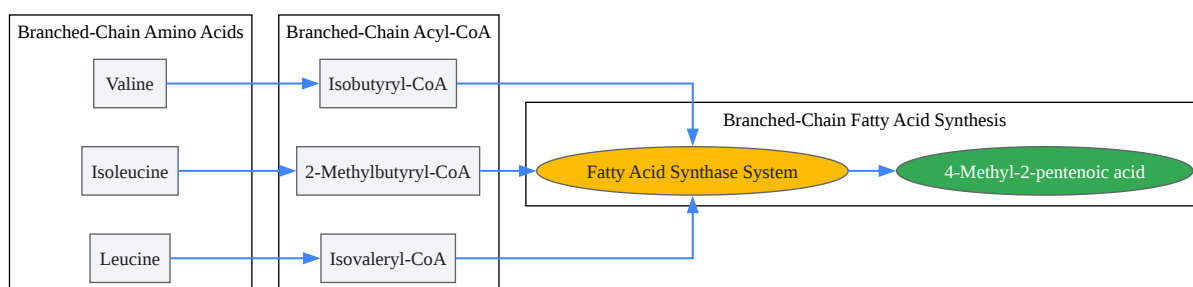 Branched-Chain Amino Acids
Branched-Chain Acyl-CoA
Valine
Isobutyryl-CoA
Branched-Chain Fatty Acid Synthesis
Isoleucine
2-Methylbutyryl-CoA
Fatty Acid Synthase System
4-Methyl-2-pentenoic acid
Leucine
Isovaleryl-CoA